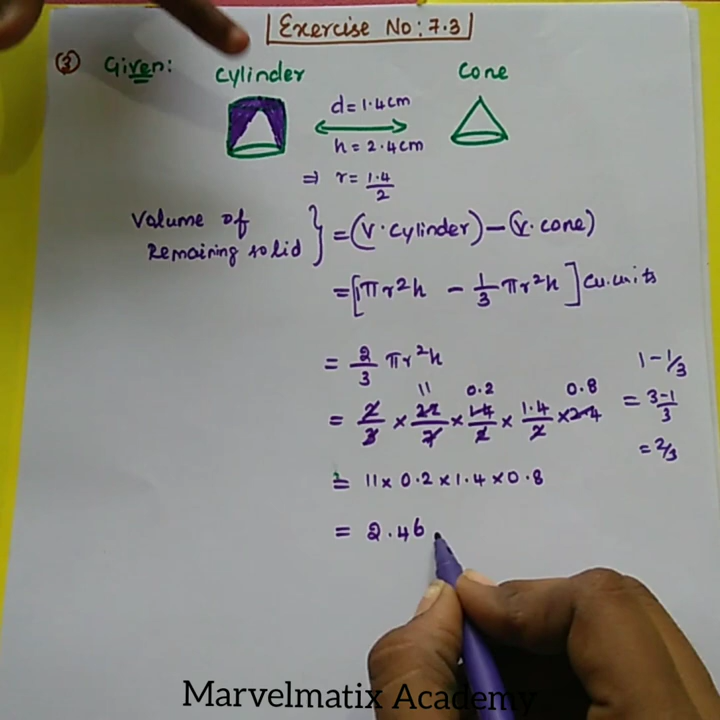 Exercise No: 7.3
③ Given:
Cylinder
Cone
d = 1.4cm
h = 2.4cm
⇒ r = 1.4/2
Volume of Remaining solid } = (V. cylinder) - (V. cone)
= [πr²h - 1/3 πr²h] cu.units
= 2/3 πr²h
1 - 1/3
= 3-1/3
= 2/3
11 0.2 0.8
= 2/3 × 22/7 × 1.4/2 × 1.4/2 × 2.4
= 11 × 0.2 × 1.4 × 0.8
= 2.46
Marvelmatix Academy